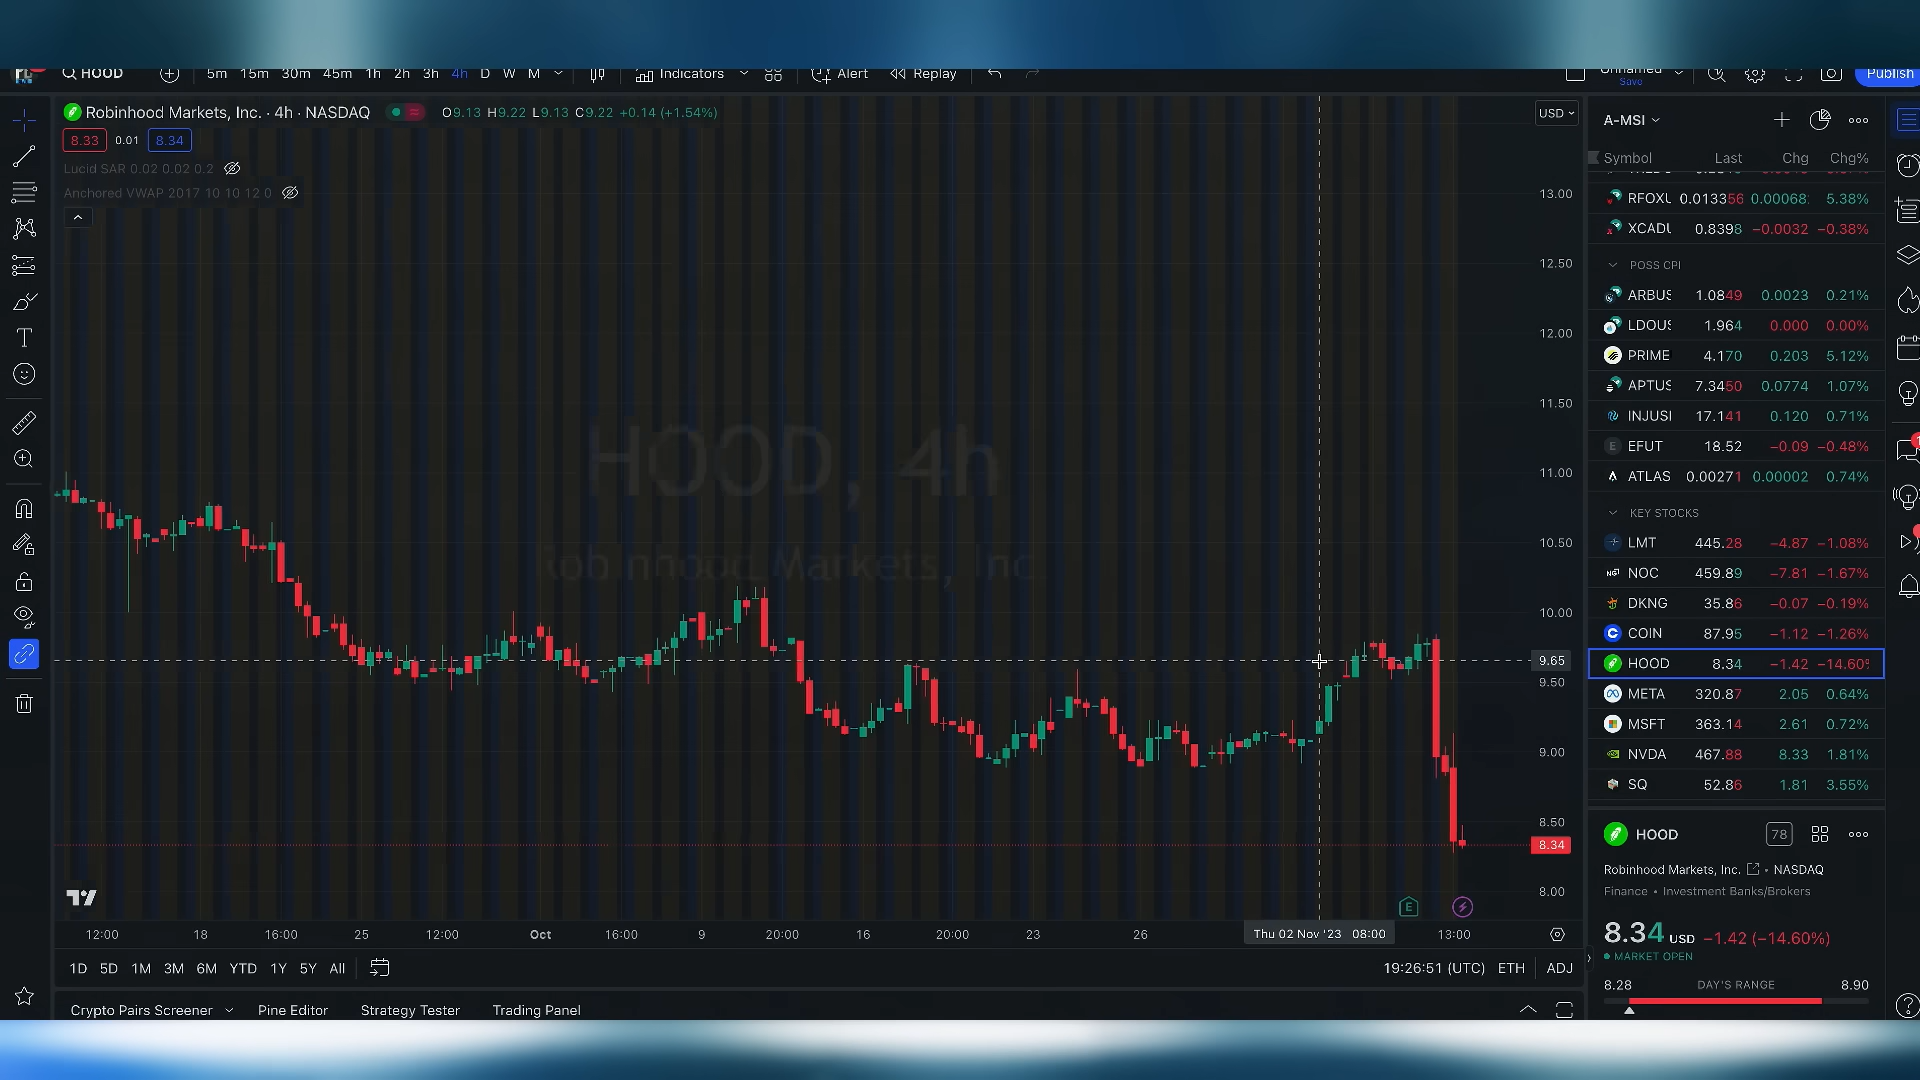 HOOD 5m 15m 30m 45m 1h 2h 3h 4h D W M Indicators Alert Replay Unnamed Save Publish
Robinhood Markets, Inc. · 4h · NASDAQ O9.13 H9.22 L9.13 C9.22 +0.14 (+1.54%)
8.33 0.01 8.34
Lucid SAR 0.02 0.02 0.2
Anchored VWAP 2017 10 10 12 0
HOOD, 4h
Robinhood Markets, Inc
USD
13.00
12.50
12.00
11.50
11.00
10.50
10.00
9.65
9.50
9.00
8.50
8.34
8.00
12:00 18 16:00 25 12:00 Oct 16:00 9 20:00 16 20:00 23 26 Thu 02 Nov '23 08:00 13:00
1D 5D 1M 3M 6M YTD 1Y 5Y All 19:26:51 (UTC) ETH ADJ
Crypto Pairs Screener Pine Editor Strategy Tester Trading Panel
A-MSI
Symbol Last Chg Chg%
RFOXU 0.013356 0.00068 5.38%
XCADU 0.8398 −0.0032 −0.38%
POSS CPI
ARBUS 1.0849 0.0023 0.21%
LDOUS 1.964 0.000 0.00%
PRIME 4.170 0.203 5.12%
APTUS 7.3450 0.0774 1.07%
INJUSI 17.141 0.120 0.71%
EFUT 18.52 −0.09 −0.48%
ATLAS 0.00271 0.00002 0.74%
KEY STOCKS
LMT 445.28 −4.87 −1.08%
NOC 459.89 −7.81 −1.67%
DKNG 35.86 −0.07 −0.19%
COIN 87.95 −1.12 −1.26%
HOOD 8.34 −1.42 −14.60%
META 320.87 2.05 0.64%
MSFT 363.14 2.61 0.72%
NVDA 467.88 8.33 1.81%
SQ 52.86 1.81 3.55%
HOOD 78
Robinhood Markets, Inc. • NASDAQ
Finance • Investment Banks/Brokers
8.34 USD −1.42 (−14.60%)
MARKET OPEN
8.28 DAY'S RANGE 8.90